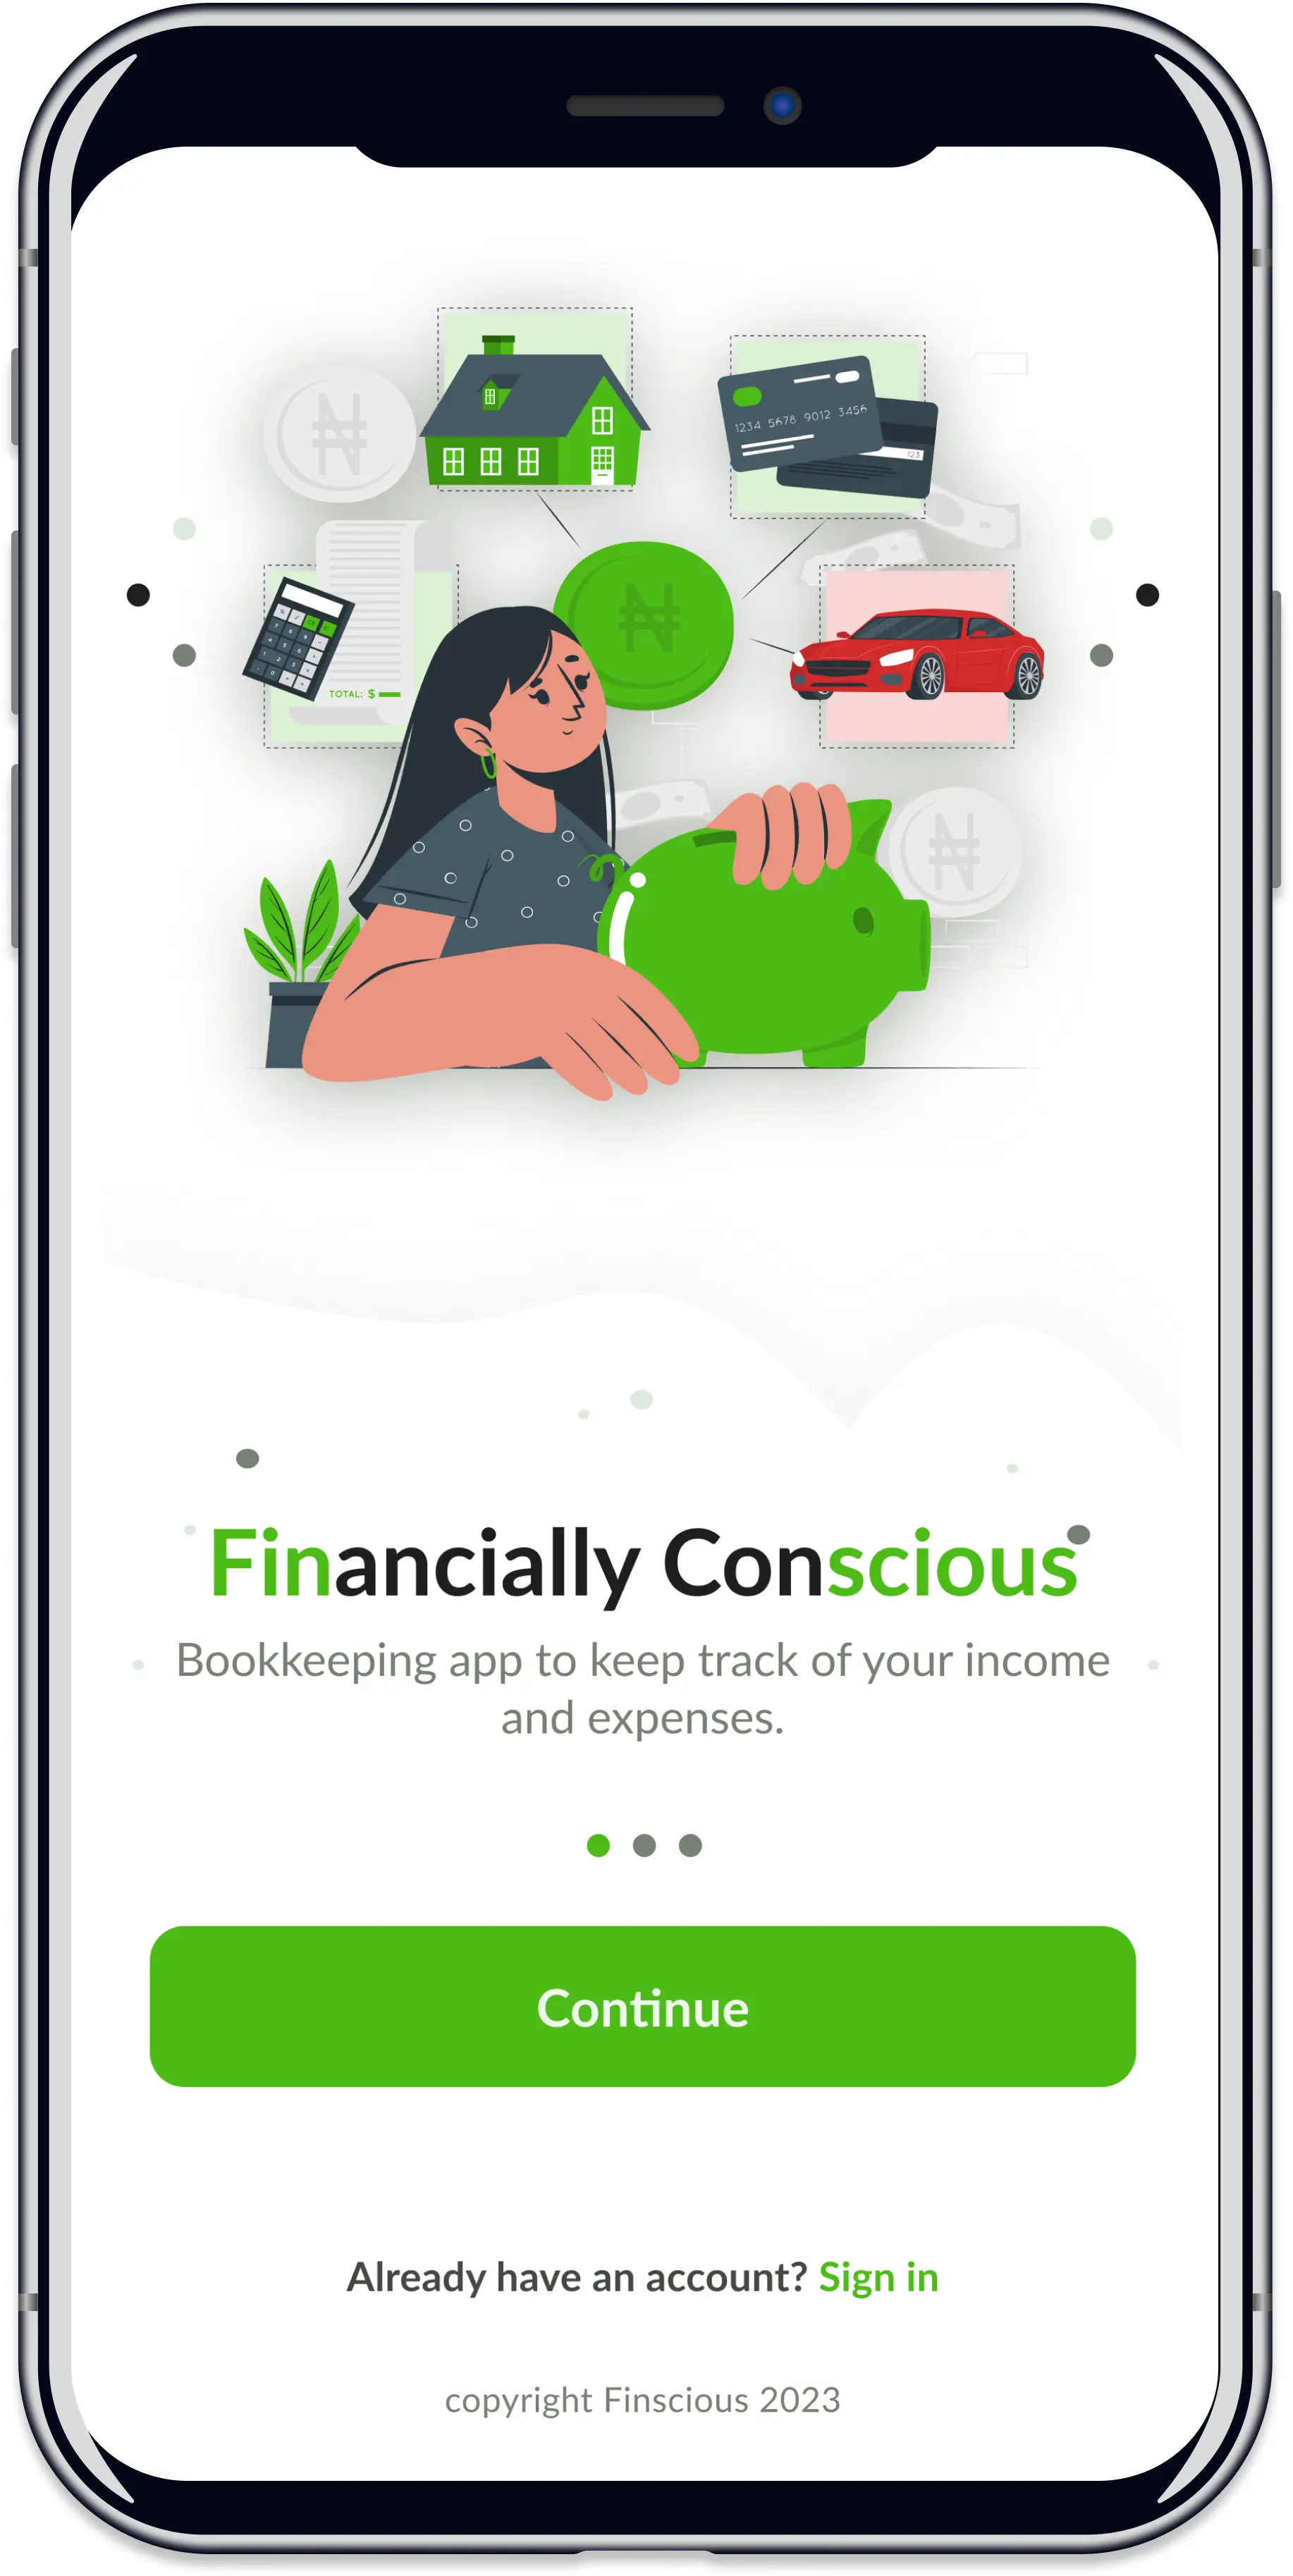 ₦
1234 5678 9012 3456
123
₦
TOTAL: $
₦
Financially Conscious
Bookkeeping app to keep track of your income
and expenses.
Continue
Already have an account? Sign in
copyright Finscious 2023